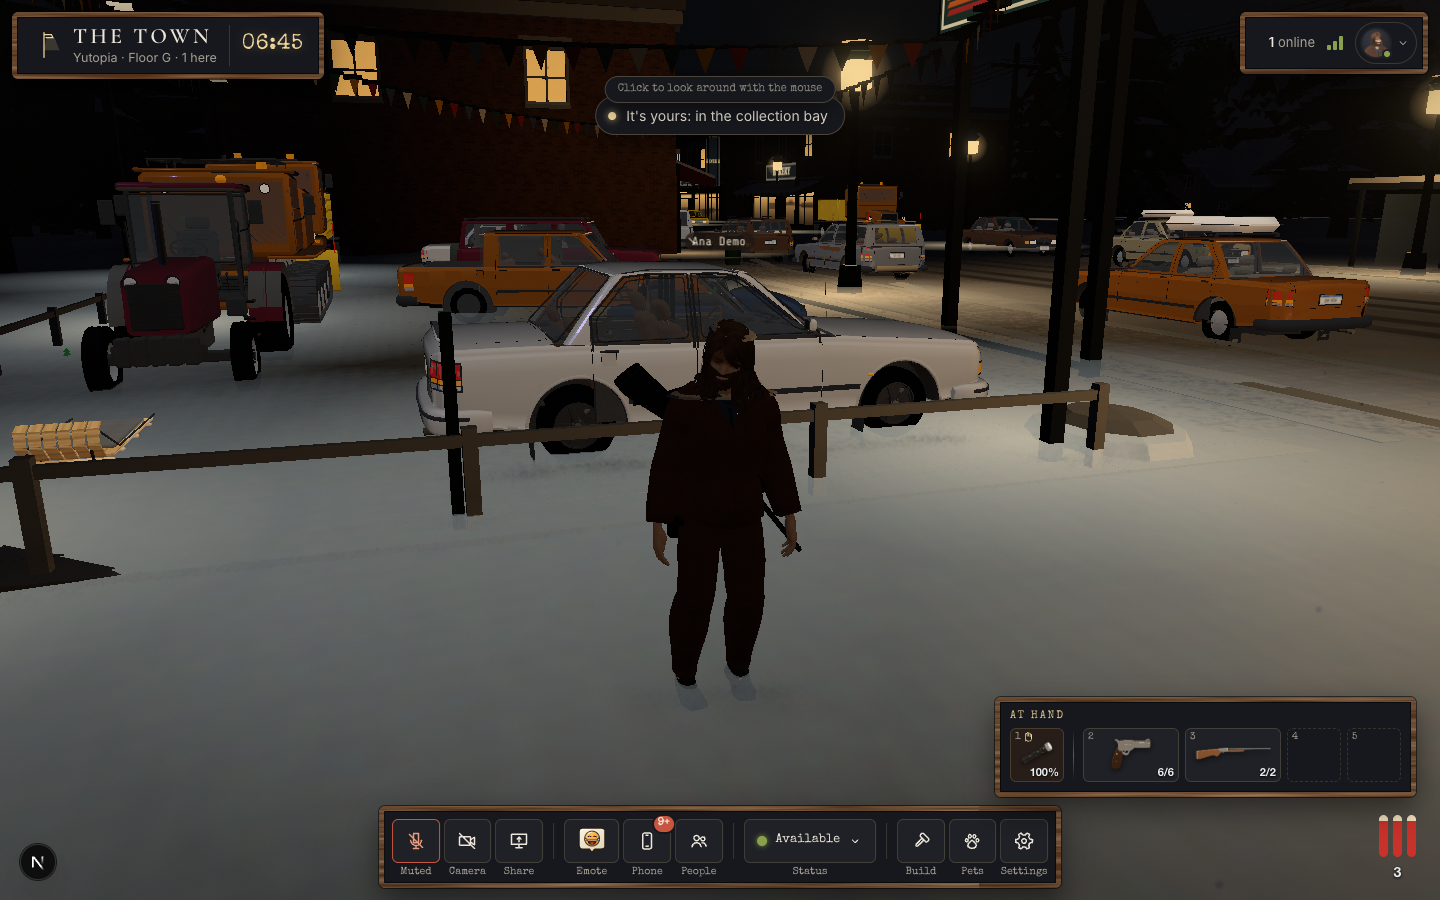 THE TOWN
Yutopia · Floor G · 1 here
06:45
1 online
Click to look around with the mouse
It's yours: in the collection bay
Ana Demo
AT HAND
1
100%
2
6/6
3
2/2
4
5
9+
Available
Muted
Camera
Share
Emote
Phone
People
Status
Build
Pets
Settings
N
3